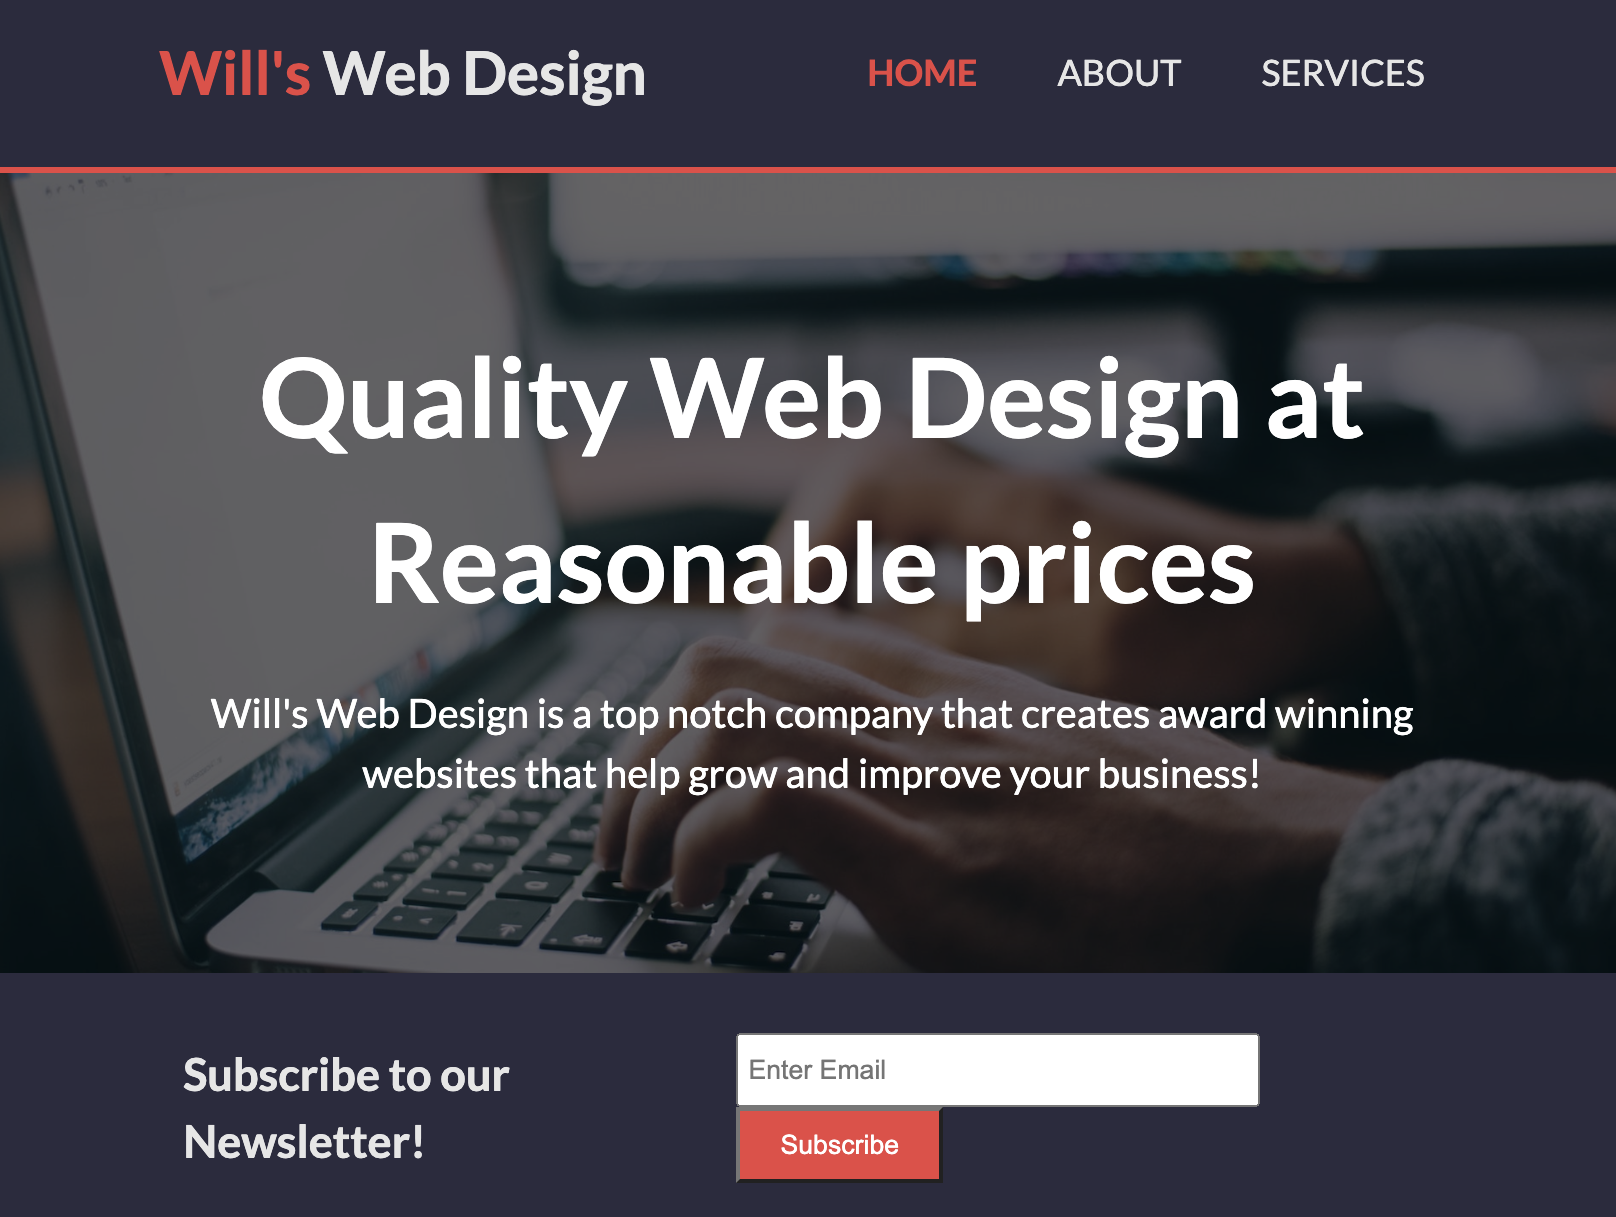 Will's Web Design
HOME ABOUT SERVICES
Quality Web Design at
Reasonable prices
Will's Web Design is a top notch company that creates award winning
websites that help grow and improve your business!
Subscribe to our
Newsletter!
Enter Email
Subscribe